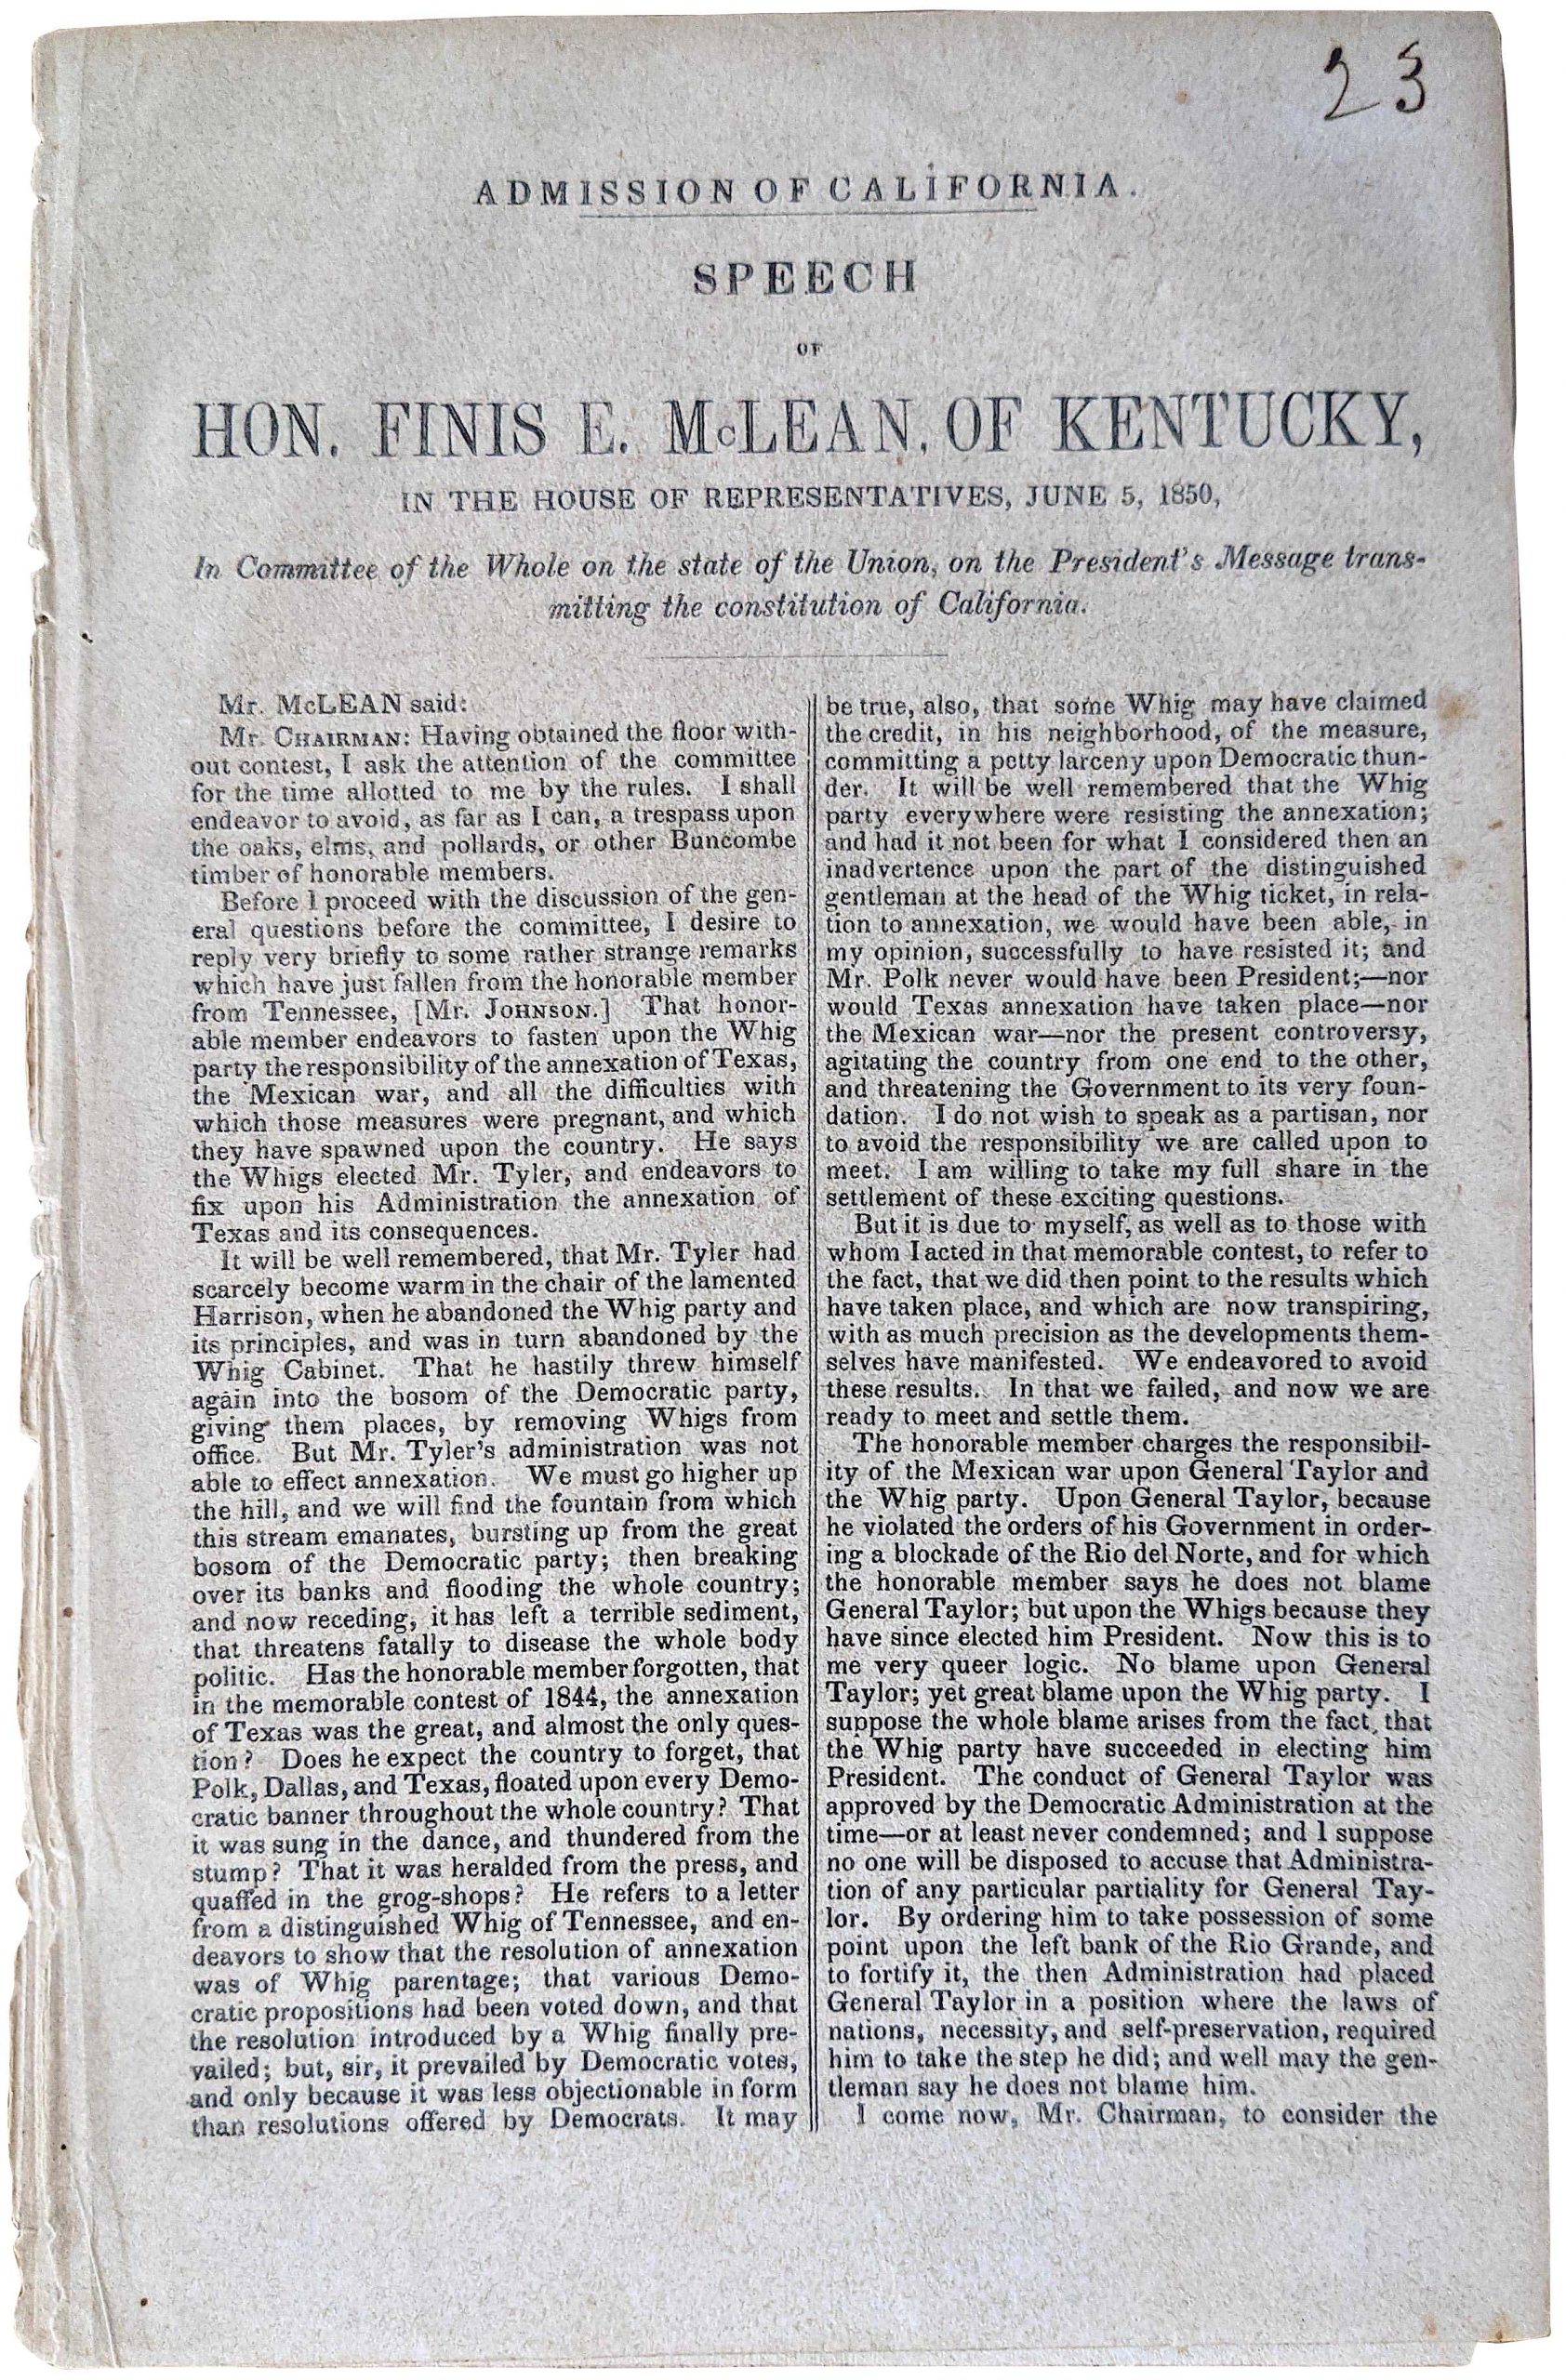 23
ADMISSION OF CALIFORNIA.
SPEECH
OF
HON. FINIS E. McLEAN, OF KENTUCKY,
IN THE HOUSE OF REPRESENTATIVES, JUNE 5, 1850,
In Committee of the Whole on the state of the Union, on the President's Message trans-
mitting the constitution of California.
Mr. McLEAN said:
Mr. CHAIRMAN: Having obtained the floor with-
out contest, I ask the attention of the committee
for the time allotted to me by the rules. I shall
endeavor to avoid, as far as I can, a trespass upon
the oaks, elms, and pollards, or other Buncombe
timber of honorable members.
Before I proceed with the discussion of the gen-
eral questions before the committee, I desire to
reply very briefly to some rather strange remarks
which have just fallen from the honorable member
from Tennessee, [Mr. JOHNSON.] That honor-
able member endeavors to fasten upon the Whig
party the responsibility of the annexation of Texas,
the Mexican war, and all the difficulties with
which those measures were pregnant, and which
they have spawned upon the country. He says
the Whigs elected Mr. Tyler, and endeavors to
fix upon his Administration the annexation of
Texas and its consequences.
It will be well remembered, that Mr. Tyler had
scarcely become warm in the chair of the lamented
Harrison, when he abandoned the Whig party and
its principles, and was in turn abandoned by the
Whig Cabinet. That he hastily threw himself
again into the bosom of the Democratic party,
giving them places, by removing Whigs from
office. But Mr. Tyler's administration was not
able to effect annexation. We must go higher up
the hill, and we will find the fountain from which
this stream emanates, bursting up from the great
bosom of the Democratic party; then breaking
over its banks and flooding the whole country;
and now receding, it has left a terrible sediment,
that threatens fatally to disease the whole body
politic. Has the honorable member forgotten, that
in the memorable contest of 1844, the annexation
of Texas was the great, and almost the only ques-
tion? Does he expect the country to forget, that
Polk, Dallas, and Texas, floated upon every Demo-
cratic banner throughout the whole country? That
it was sung in the dance, and thundered from the
stump? That it was heralded from the press, and
quaffed in the grog-shops? He refers to a letter
from a distinguished Whig of Tennessee, and en-
deavors to show that the resolution of annexation
was of Whig parentage; that various Demo-
cratic propositions had been voted down, and that
the resolution introduced by a Whig finally pre-
vailed; but, sir, it prevailed by Democratic votes,
and only because it was less objectionable in form
than resolutions offered by Democrats. It may
be true, also, that some Whig may have claimed
the credit, in his neighborhood, of the measure,
committing a petty larceny upon Democratic thun-
der. It will be well remembered that the Whig
party everywhere were resisting the annexation;
and had it not been for what I considered then an
inadvertence upon the part of the distinguished
gentleman at the head of the Whig ticket, in rela-
tion to annexation, we would have been able, in
my opinion, successfully to have resisted it; and
Mr. Polk never would have been President;—nor
would Texas annexation have taken place—nor
the Mexican war—nor the present controversy,
agitating the country from one end to the other,
and threatening the Government to its very foun-
dation. I do not wish to speak as a partisan, nor
to avoid the responsibility we are called upon to
meet. I am willing to take my full share in the
settlement of these exciting questions.
But it is due to myself, as well as to those with
whom I acted in that memorable contest, to refer to
the fact, that we did then point to the results which
have taken place, and which are now transpiring,
with as much precision as the developments them-
selves have manifested. We endeavored to avoid
these results. In that we failed, and now we are
ready to meet and settle them.
The honorable member charges the responsibil-
ity of the Mexican war upon General Taylor and
the Whig party. Upon General Taylor, because
he violated the orders of his Government in order-
ing a blockade of the Rio del Norte, and for which
the honorable member says he does not blame
General Taylor; but upon the Whigs because they
have since elected him President. Now this is to
me very queer logic. No blame upon General
Taylor; yet great blame upon the Whig party. I
suppose the whole blame arises from the fact, that
the Whig party have succeeded in electing him
President. The conduct of General Taylor was
approved by the Democratic Administration at the
time—or at least never condemned; and I suppose
no one will be disposed to accuse that Administra-
tion of any particular partiality for General Tay-
lor. By ordering him to take possession of some
point upon the left bank of the Rio Grande, and
to fortify it, the then Administration had placed
General Taylor in a position where the laws of
nations, necessity, and self-preservation, required
him to take the step he did; and well may the gen-
tleman say he does not blame him.
I come now, Mr. Chairman, to consider the